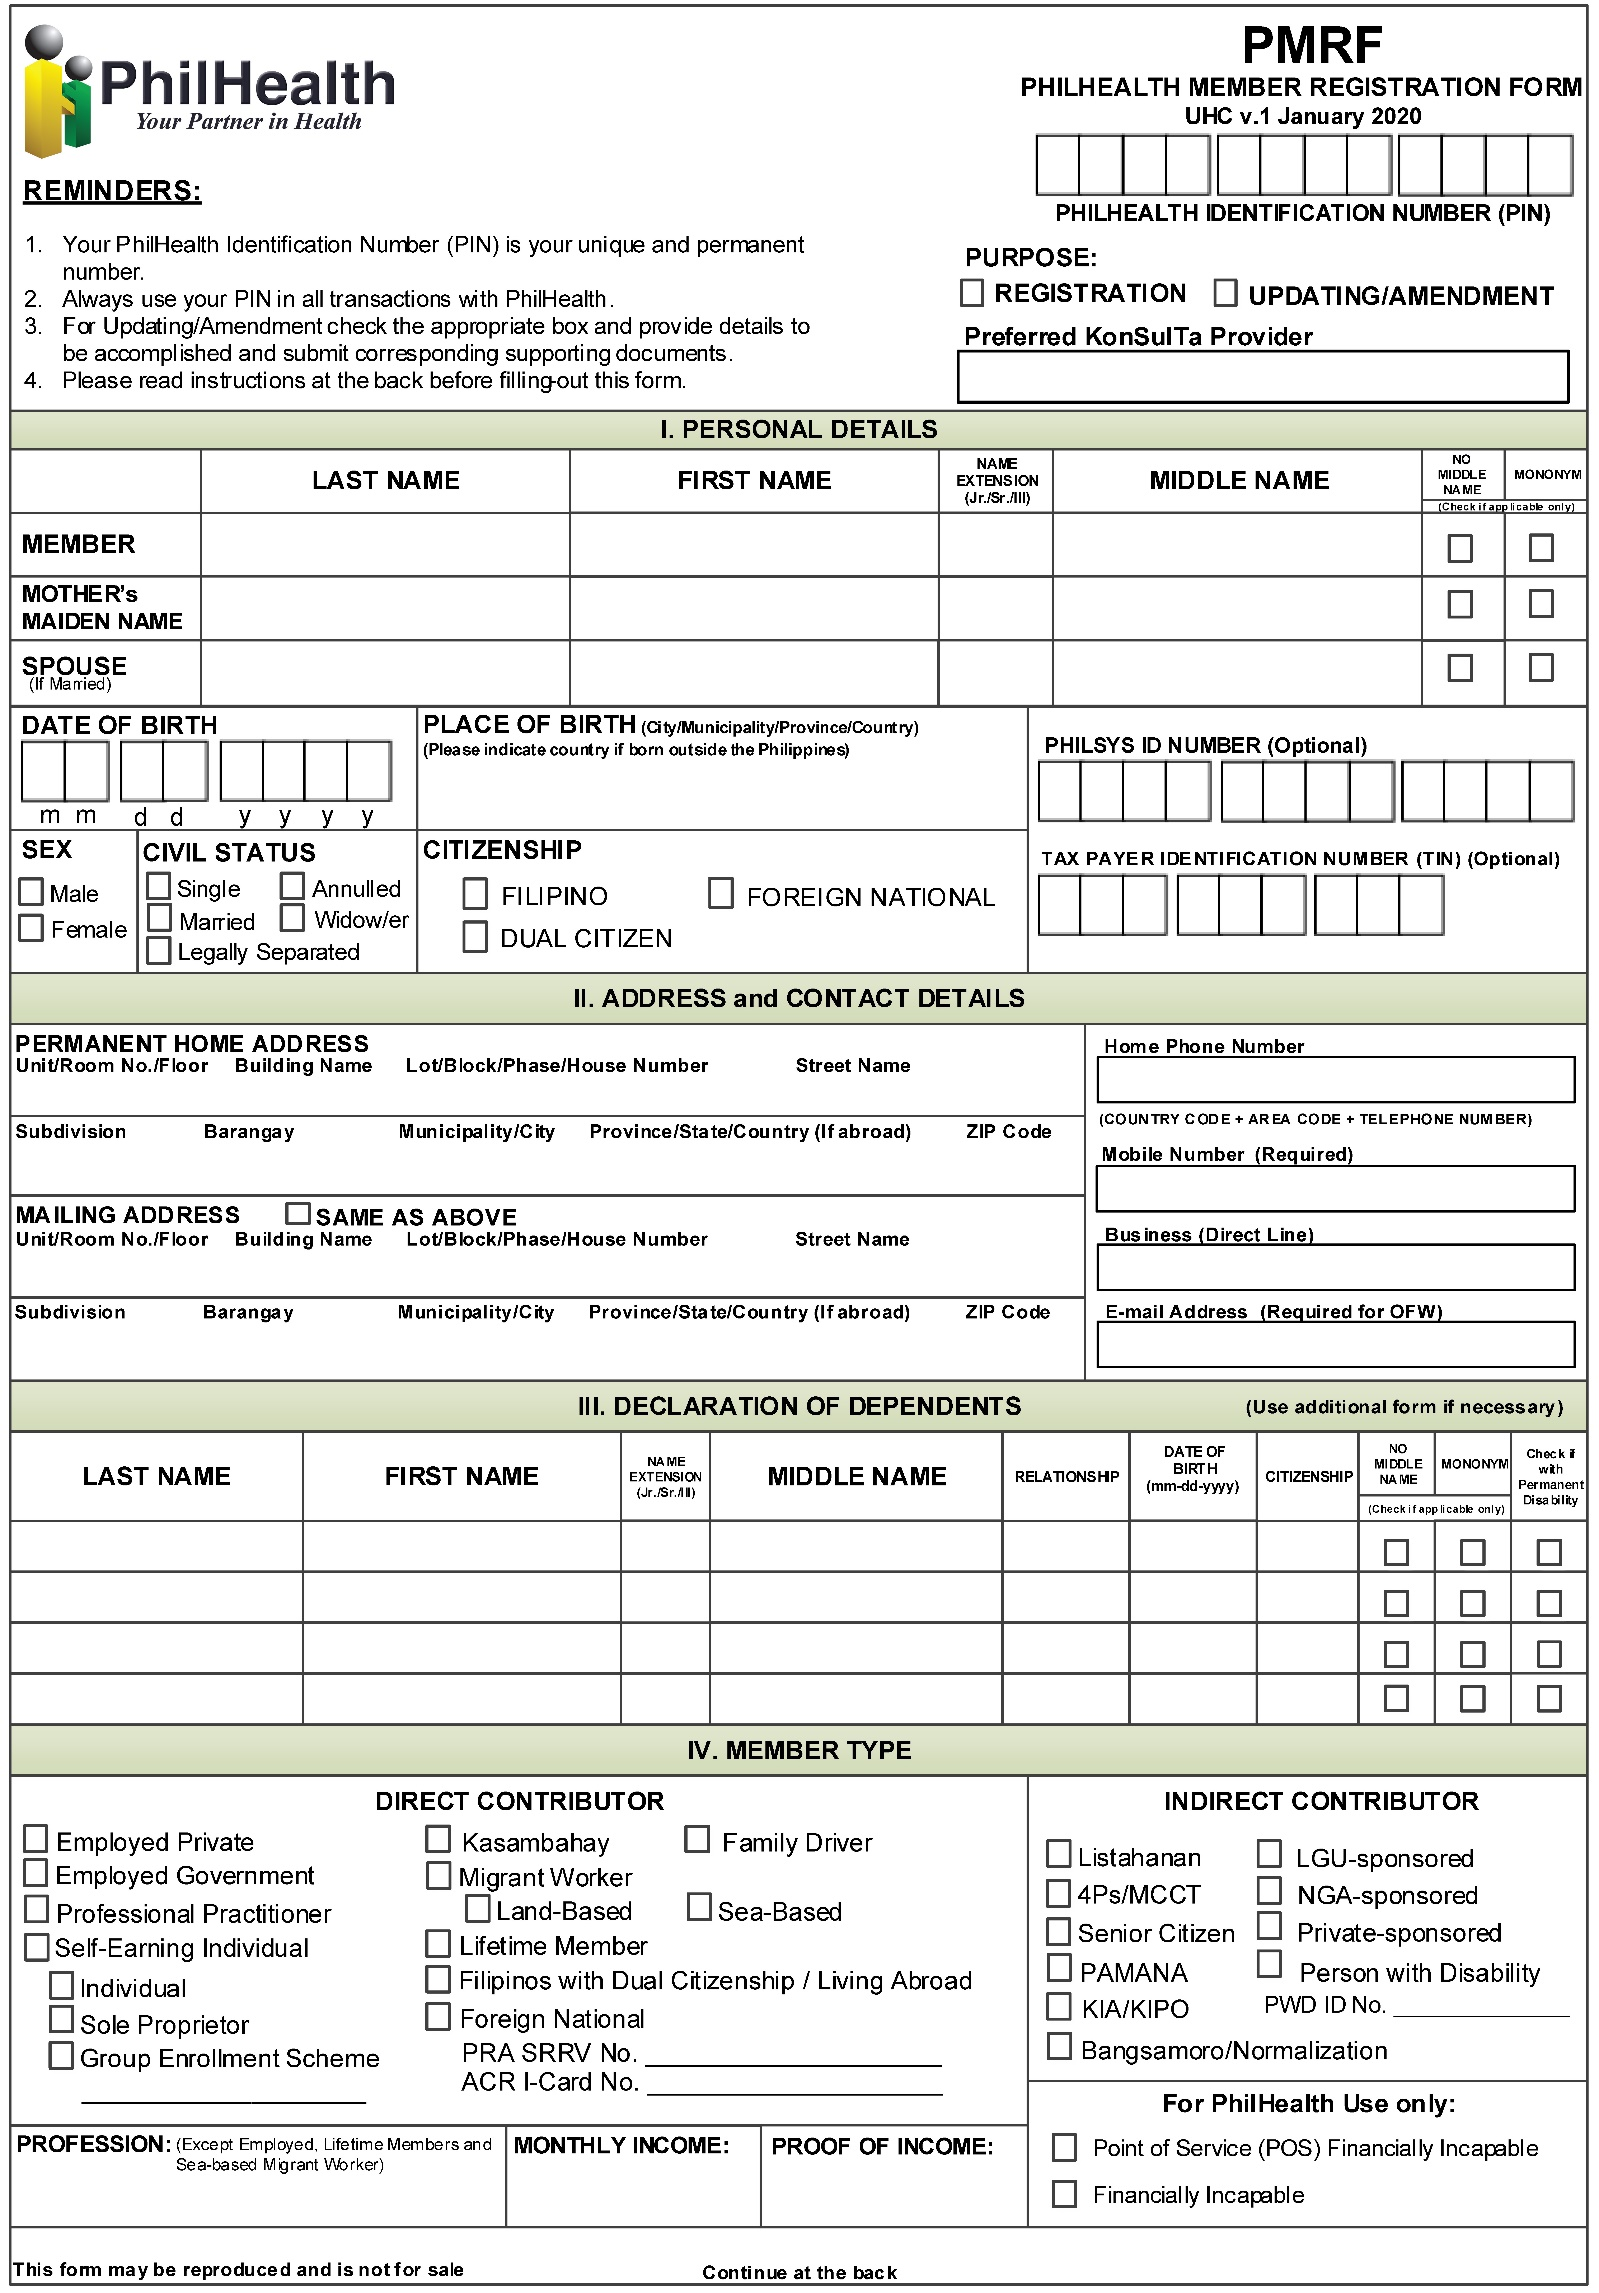 PhilHealth
Your Partner in Health
PMRF
PHILHEALTH MEMBER REGISTRATION FORM
UHC v.1 January 2020
PHILHEALTH IDENTIFICATION NUMBER (PIN)
REMINDERS:
1. Your PhilHealth Identification Number (PIN) is your unique and permanent
number.
2. Always use your PIN in all transactions with PhilHealth.
3. For Updating/Amendment check the appropriate box and provide details to
be accomplished and submit corresponding supporting documents.
4. Please read instructions at the back before filling-out this form.
PURPOSE:
REGISTRATION UPDATING/AMENDMENT
Preferred KonSulTa Provider
I. PERSONAL DETAILS
LAST NAME FIRST NAME NAME EXTENSION (Jr./Sr./III) MIDDLE NAME NO MIDDLE NAME MONONYM
(Check if applicable only)
MEMBER
MOTHER's
MAIDEN NAME
SPOUSE
(If Married)
DATE OF BIRTH
m m d d y y y y
PLACE OF BIRTH (City/Municipality/Province/Country)
(Please indicate country if born outside the Philippines)
PHILSYS ID NUMBER (Optional)
SEX
Male
Female
CIVIL STATUS
Single Annulled
Married Widow/er
Legally Separated
CITIZENSHIP
FILIPINO FOREIGN NATIONAL
DUAL CITIZEN
TAX PAYER IDENTIFICATION NUMBER (TIN) (Optional)
II. ADDRESS and CONTACT DETAILS
PERMANENT HOME ADDRESS
Unit/Room No./Floor Building Name Lot/Block/Phase/House Number Street Name
Subdivision Barangay Municipality/City Province/State/Country (If abroad) ZIP Code
MAILING ADDRESS SAME AS ABOVE
Unit/Room No./Floor Building Name Lot/Block/Phase/House Number Street Name
Subdivision Barangay Municipality/City Province/State/Country (If abroad) ZIP Code
Home Phone Number
(COUNTRY CODE + AREA CODE + TELEPHONE NUMBER)
Mobile Number (Required)
Business (Direct Line)
E-mail Address (Required for OFW)
III. DECLARATION OF DEPENDENTS (Use additional form if necessary)
LAST NAME FIRST NAME NAME EXTENSION (Jr./Sr./III) MIDDLE NAME RELATIONSHIP DATE OF BIRTH (mm-dd-yyyy) CITIZENSHIP NO MIDDLE NAME MONONYM Check if with Permanent Disability
(Check if applicable only)
IV. MEMBER TYPE
DIRECT CONTRIBUTOR
Employed Private
Employed Government
Professional Practitioner
Self-Earning Individual
Individual
Sole Proprietor
Group Enrollment Scheme
Kasambahay Family Driver
Migrant Worker
Land-Based Sea-Based
Lifetime Member
Filipinos with Dual Citizenship / Living Abroad
Foreign National
PRA SRRV No.
ACR I-Card No.
INDIRECT CONTRIBUTOR
Listahanan LGU-sponsored
4Ps/MCCT NGA-sponsored
Senior Citizen Private-sponsored
PAMANA Person with Disability
KIA/KIPO PWD ID No.
Bangsamoro/Normalization
PROFESSION: (Except Employed, Lifetime Members and
Sea-based Migrant Worker)
MONTHLY INCOME:
PROOF OF INCOME:
For PhilHealth Use only:
Point of Service (POS) Financially Incapable
Financially Incapable
This form may be reproduced and is not for sale Continue at the back